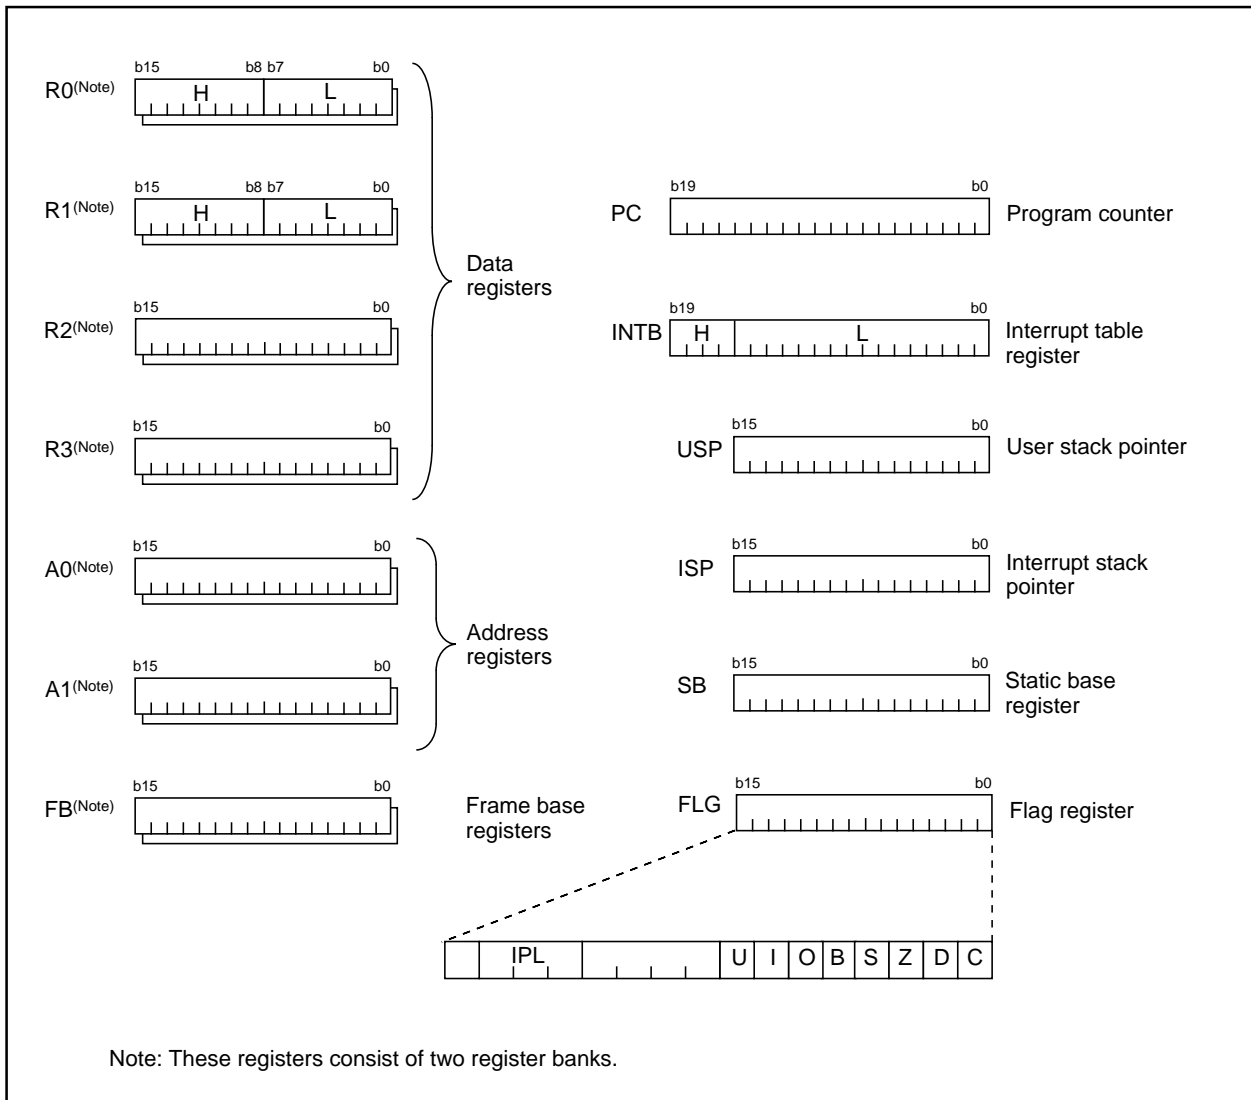 b15 b8 b7 b0
R0(Note) H L
b15 b8 b7 b0
R1(Note) H L
b15 b0
R2(Note)
b15 b0
R3(Note)
Data
registers
b15 b0
A0(Note)
b15 b0
A1(Note)
Address
registers
b15 b0
FB(Note)
Frame base
registers
b19 b0
PC Program counter
b19 b0
INTB H L Interrupt table
register
b15 b0
USP User stack pointer
b15 b0
ISP Interrupt stack
pointer
b15 b0
SB Static base
register
b15 b0
FLG Flag register
IPL U I O B S Z D C
Note: These registers consist of two register banks.